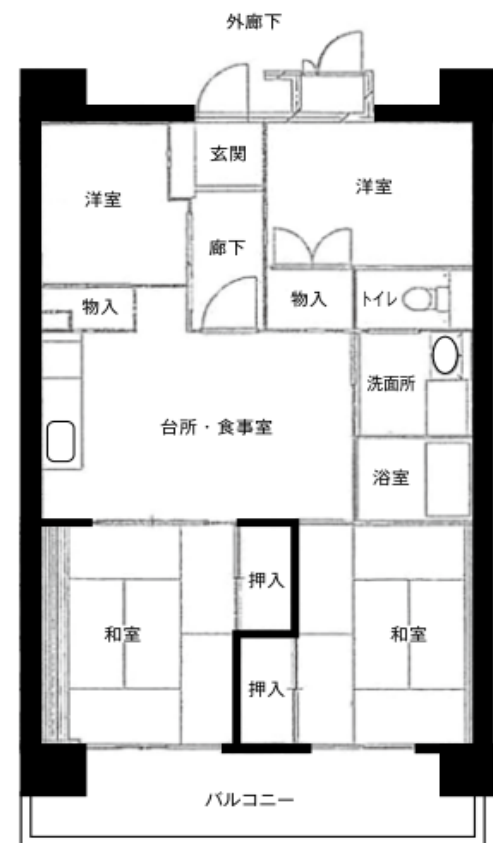 外廊下
玄関
洋室
洋室
廊下
物入
物入
トイレ
洗面所
台所・食事室
浴室
押入
和室
和室
押入
バルコニー